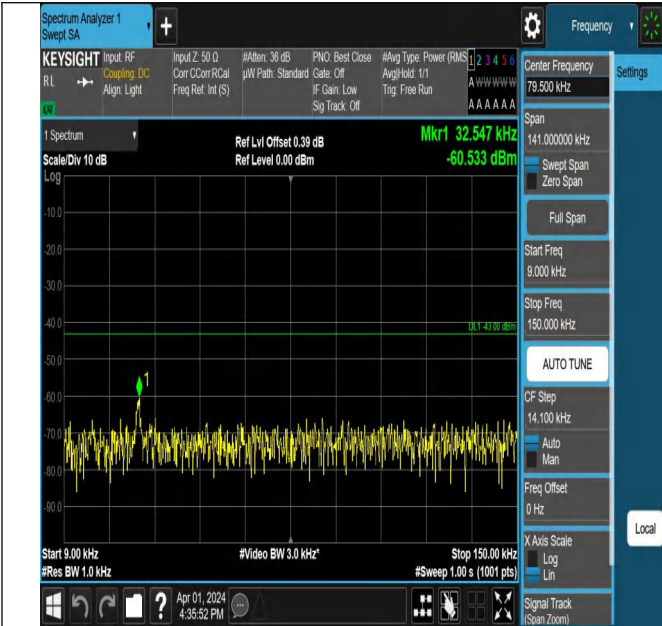 Spectrum Analyzer 1
Swept SA
Frequency
KEYSIGHT
RL
LXI
Input: RF
Coupling: DC
Align: Light
Input Z: 50 Ω
Corr CCorr RCal
Freq Ref: Int (S)
#Atten: 36 dB
µW Path: Standard
PNO: Best Close
Gate: Off
IF Gain: Low
Sig Track: Off
#Avg Type: Power (RMS
Avg|Hold: 1/1
Trig: Free Run
1 2 3 4 5 6
A W W W W W
A A A A A A
1 Spectrum
Scale/Div 10 dB
Log
Ref Lvl Offset 0.39 dB
Ref Level 0.00 dBm
Mkr1 32.547 kHz
-60.533 dBm
-10.0
-20.0
-30.0
-40.0
-50.0
-60.0
-70.0
-80.0
-90.0
DL1 -43.00 dBm
1
Start 9.00 kHz
#Res BW 1.0 kHz
#Video BW 3.0 kHz*
Stop 150.00 kHz
#Sweep 1.00 s (1001 pts)
Center Frequency
79.500 kHz
Settings
Span
141.000000 kHz
Swept Span
Zero Span
Full Span
Start Freq
9.000 kHz
Stop Freq
150.000 kHz
AUTO TUNE
CF Step
14.100 kHz
Auto
Man
Freq Offset
0 Hz
X Axis Scale
Log
Lin
Local
Signal Track
(Span Zoom)
?
Apr 01, 2024
4:35:52 PM